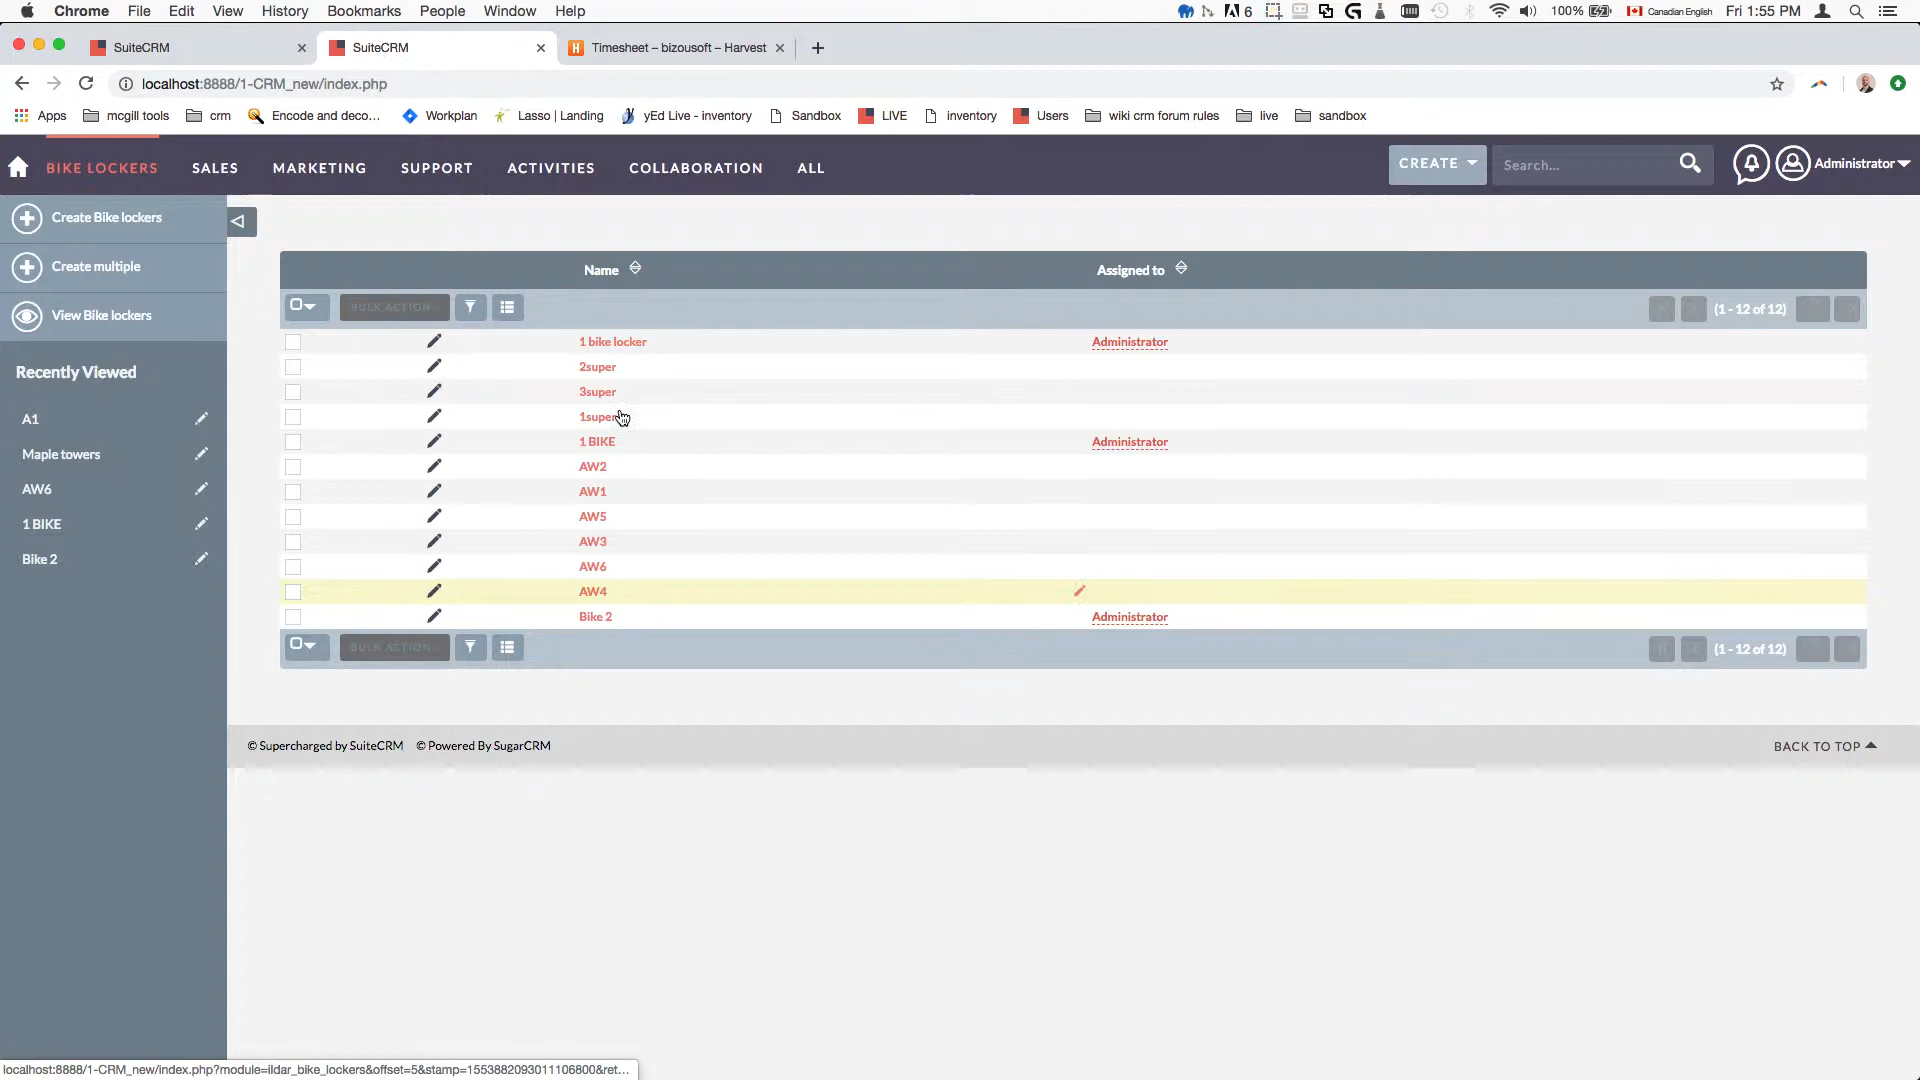 Chrome File Edit View History Bookmarks People Window Help 6 100% Canadian English Fri 1:55 PM
SuiteCRM SuiteCRM Timesheet – bizousoft – Harvest
localhost:8888/1-CRM_new/index.php
Apps mcgill tools crm Encode and deco... Workplan Lasso | Landing yEd Live - inventory Sandbox LIVE inventory Users wiki crm forum rules live sandbox
BIKE LOCKERS SALES MARKETING SUPPORT ACTIVITIES COLLABORATION ALL CREATE Search... Administrator
Create Bike lockers
Create multiple
View Bike lockers
Recently Viewed
A1
Maple towers
AW6
1 BIKE
Bike 2
Name Assigned to
BULK ACTION (1 - 12 of 12)
1 bike locker Administrator
2super
3super
1super
1 BIKE Administrator
AW2
AW1
AW5
AW3
AW6
AW4
Bike 2 Administrator
BULK ACTION (1 - 12 of 12)
© Supercharged by SuiteCRM © Powered By SugarCRM BACK TO TOP
localhost:8888/1-CRM_new/index.php?module=ildar_bike_lockers&offset=5&stamp=1553882093011106800&ret...